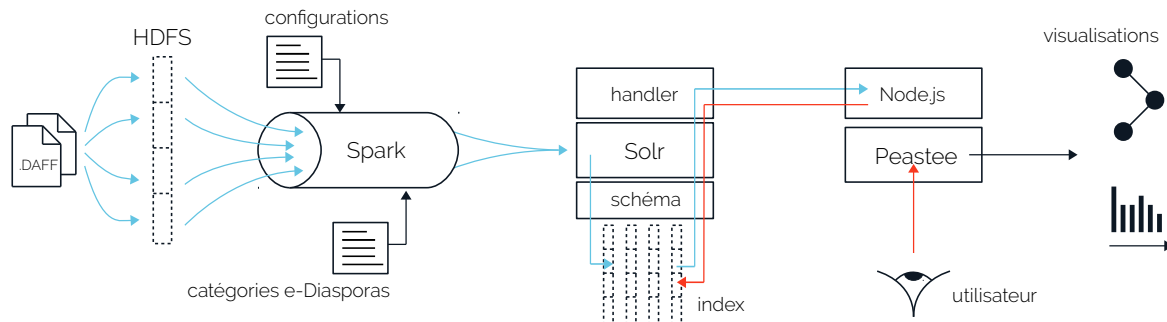 configurations
HDFS
visualisations
.DAFF
Spark
handler
Solr
schéma
Node.js
Peastee
catégories e-Diasporas
index
utilisateur